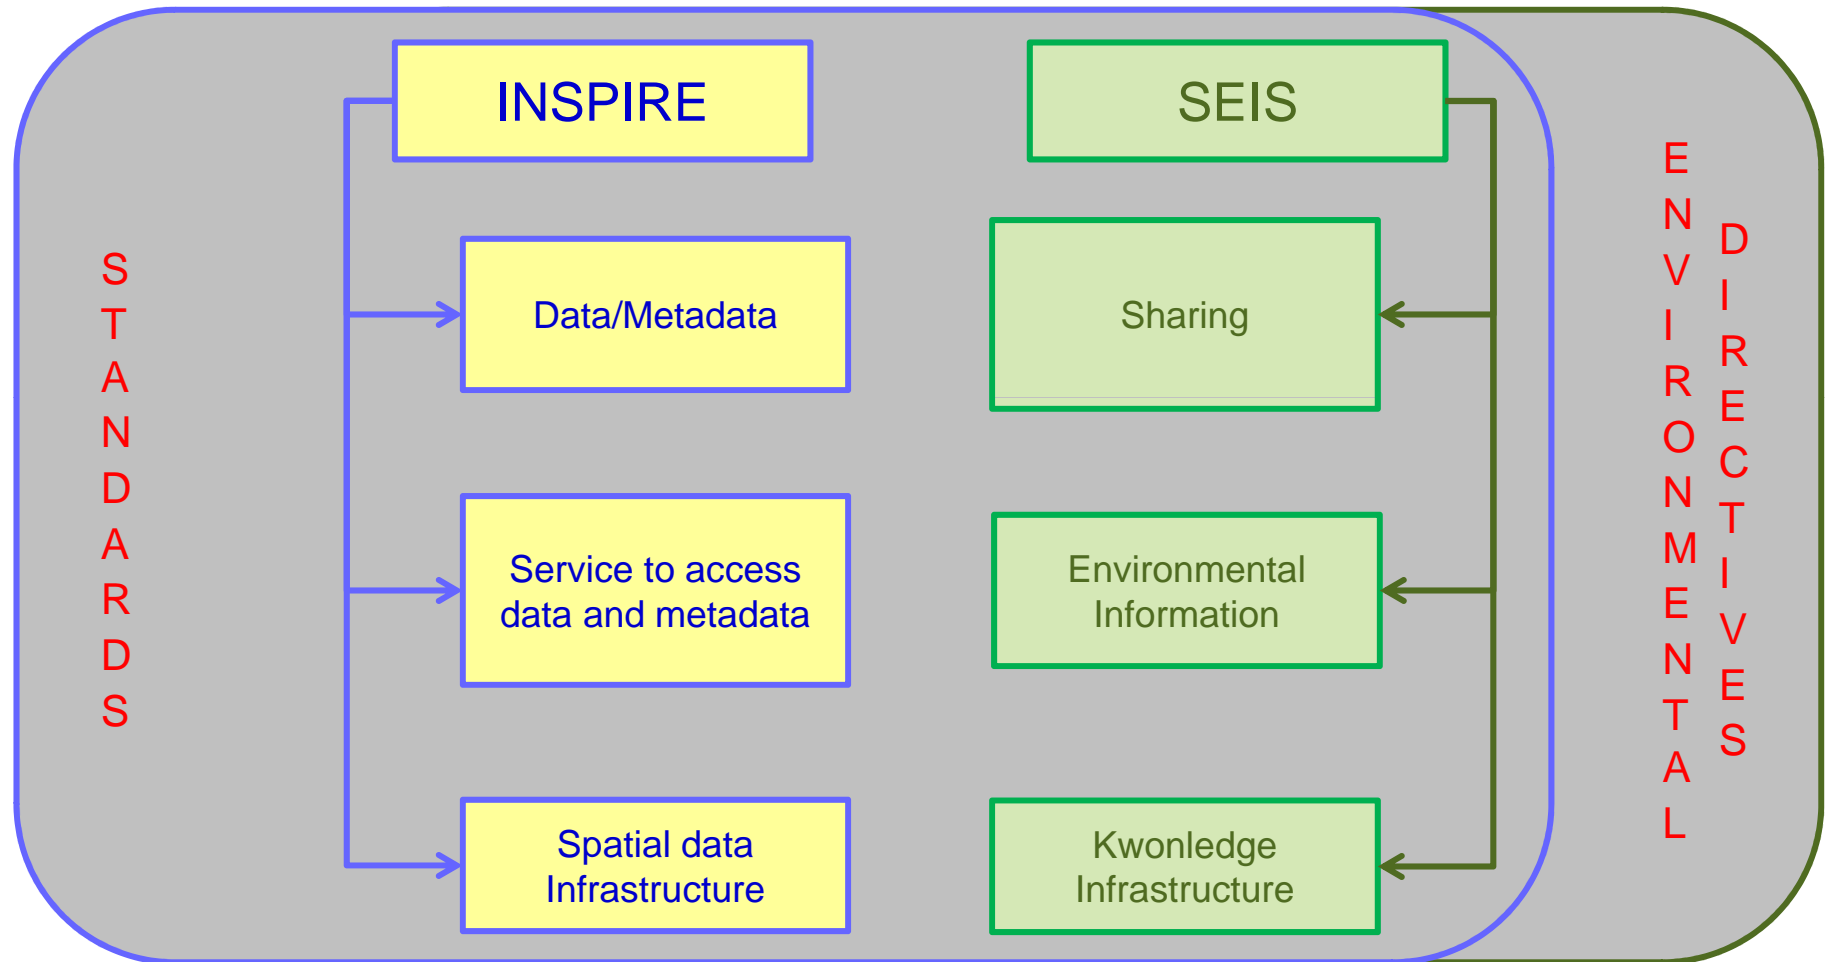 INSPIRE
SEIS
STANDARDS
Data/Metadata
Sharing
Service to access
data and metadata
Environmental
Information
Spatial data
Infrastructure
Kwonledge
Infrastructure
ENVIRONMENTAL
DIRECTIVES